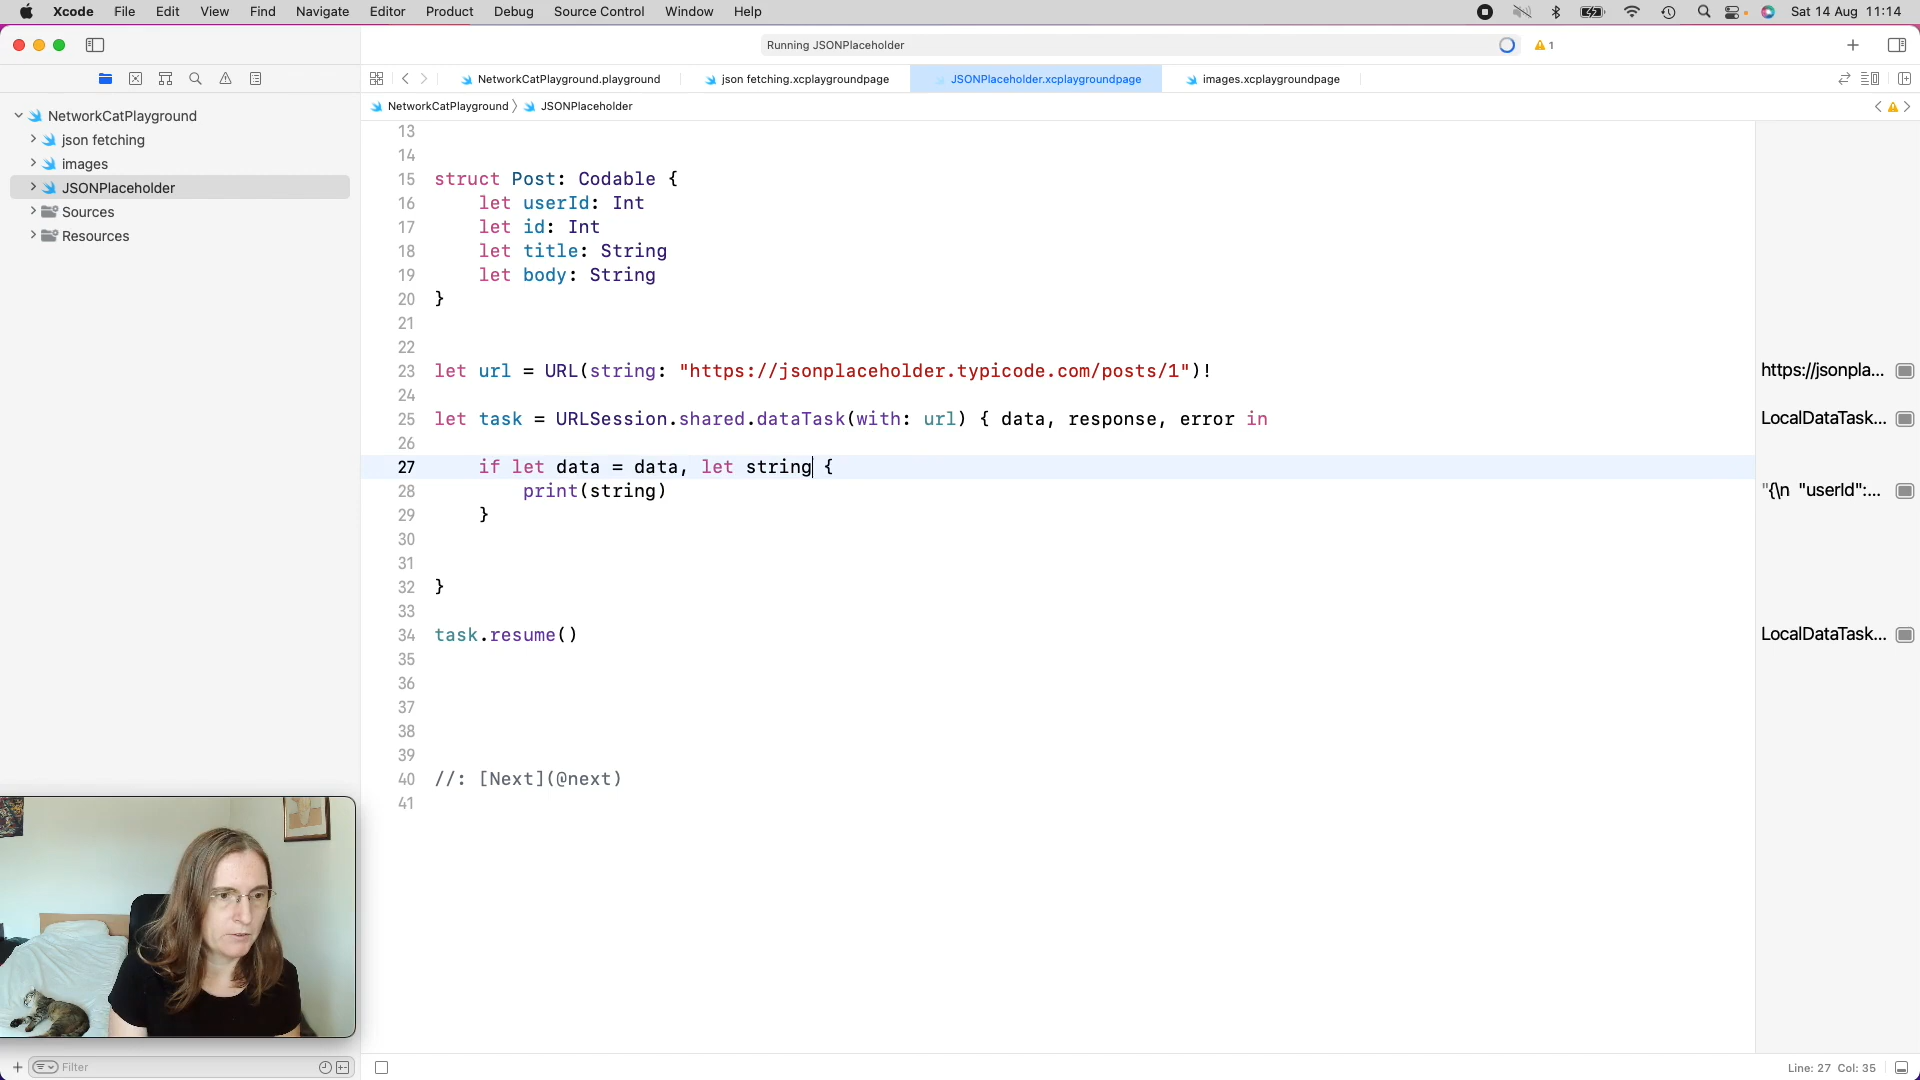 Xcode File Edit View Find Navigate Editor Product Debug Source Control Window Help Sat 14 Aug 11:14
Running JSONPlaceholder 1
NetworkCatPlayground.playground json fetching.xcplaygroundpage JSONPlaceholder.xcplaygroundpage images.xcplaygroundpage
NetworkCatPlayground JSONPlaceholder
NetworkCatPlayground
json fetching
images
JSONPlaceholder
Sources
Resources
13
14
15 struct Post: Codable {
16 let userId: Int
17 let id: Int
18 let title: String
19 let body: String
20 }
21
22
23 let url = URL(string: "https://jsonplaceholder.typicode.com/posts/1")! https://jsonpla...
24
25 let task = URLSession.shared.dataTask(with: url) { data, response, error in LocalDataTask...
26
27 if let data = data, let string {
28 print(string) "{\n "userId":...
29 }
30
31
32 }
33
34 task.resume() LocalDataTask...
35
36
37
38
39
40 //: [Next](@next)
41
Filter
Line: 27 Col: 35